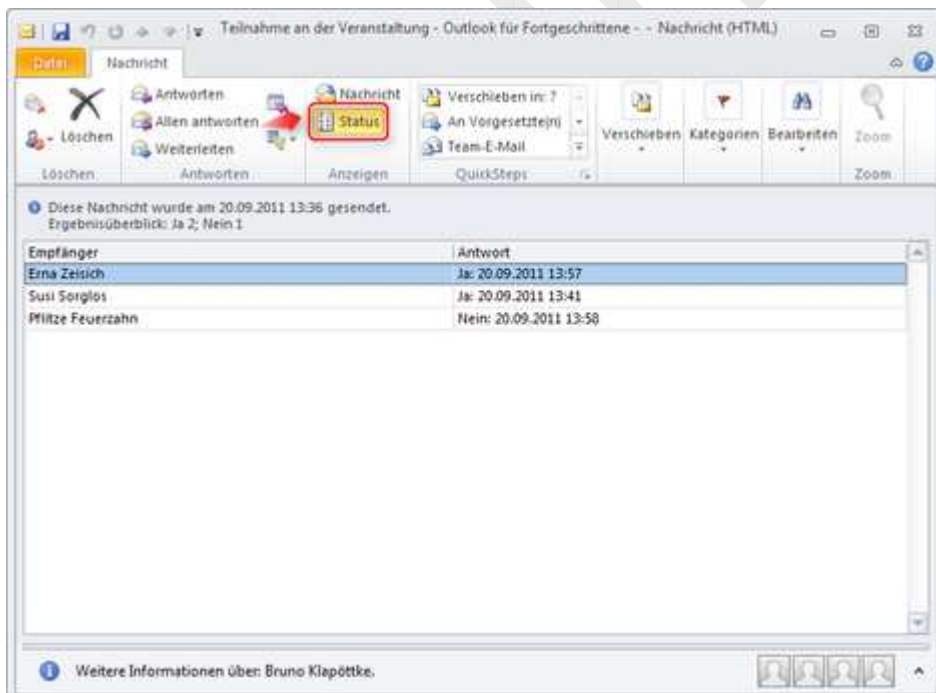 Teilnahme an der Veranstaltung - Outlook für Fortgeschrittene - - Nachricht (HTML)
Datei Nachricht
Löschen
Antworten
Allen antworten
Weiterleiten
Nachricht
Status
Verschieben in: ?
An Vorgesetzte(n)
Team-E-Mail
Verschieben Kategorien Bearbeiten Zoom
Löschen Antworten Anzeigen QuickSteps Zoom
Diese Nachricht wurde am 20.09.2011 13:36 gesendet.
Ergebnisüberblick: Ja 2; Nein 1
Empfänger Antwort
Erna Zeisich Ja: 20.09.2011 13:57
Susi Sorglos Ja: 20.09.2011 13:41
Pflitze Feuerzahn Nein: 20.09.2011 13:58
Weitere Informationen über: Bruno Klapöttke.